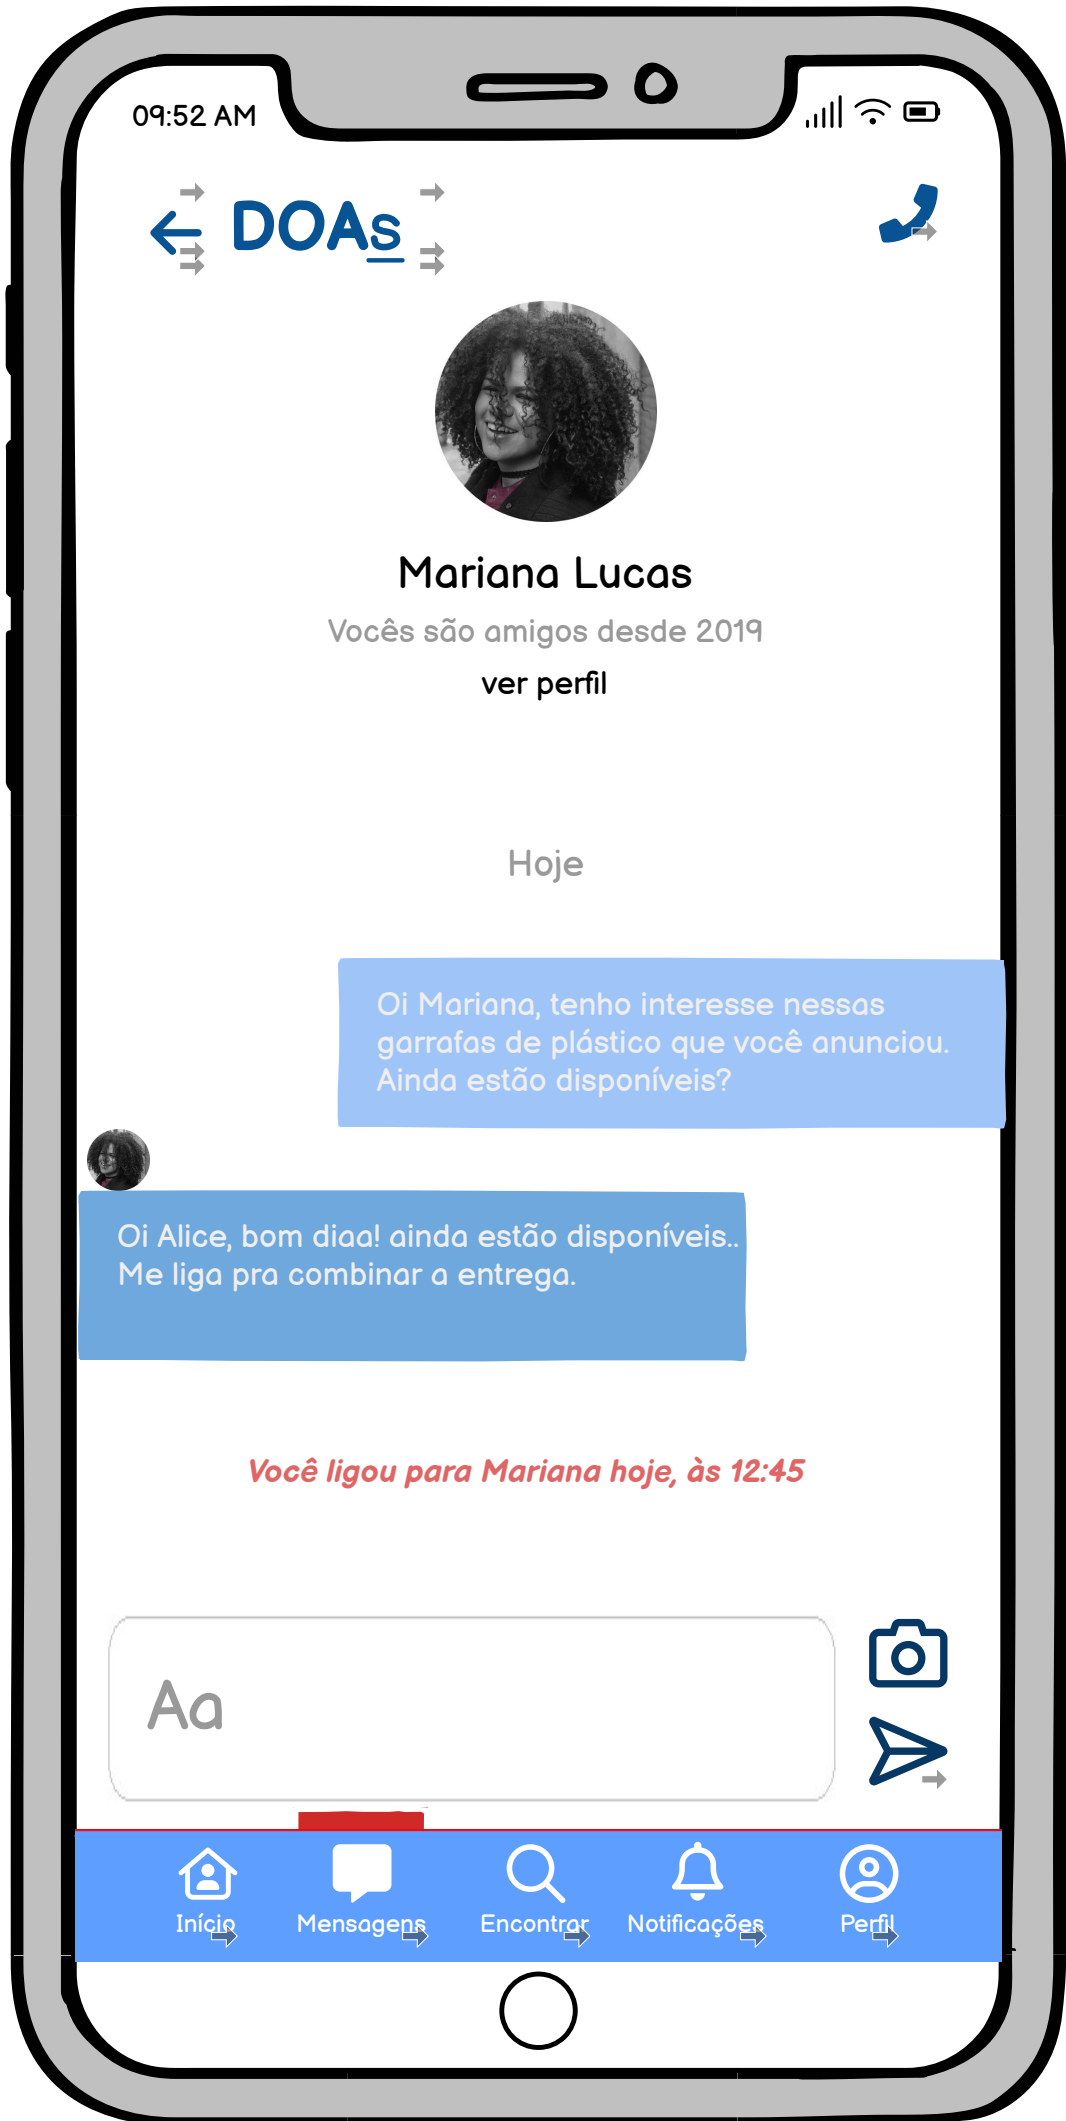 09:52 AM
DOAs
Mariana Lucas
Vocês são amigos desde 2019
ver perfil
Hoje
Oi Mariana, tenho interesse nessas
garrafas de plástico que você anunciou.
Ainda estão disponíveis?
Oi Alice, bom diaa! ainda estão disponíveis..
Me liga pra combinar a entrega.
Você ligou para Mariana hoje, às 12:45
Aa
Início Mensagens Encontrar Notificações Perfil